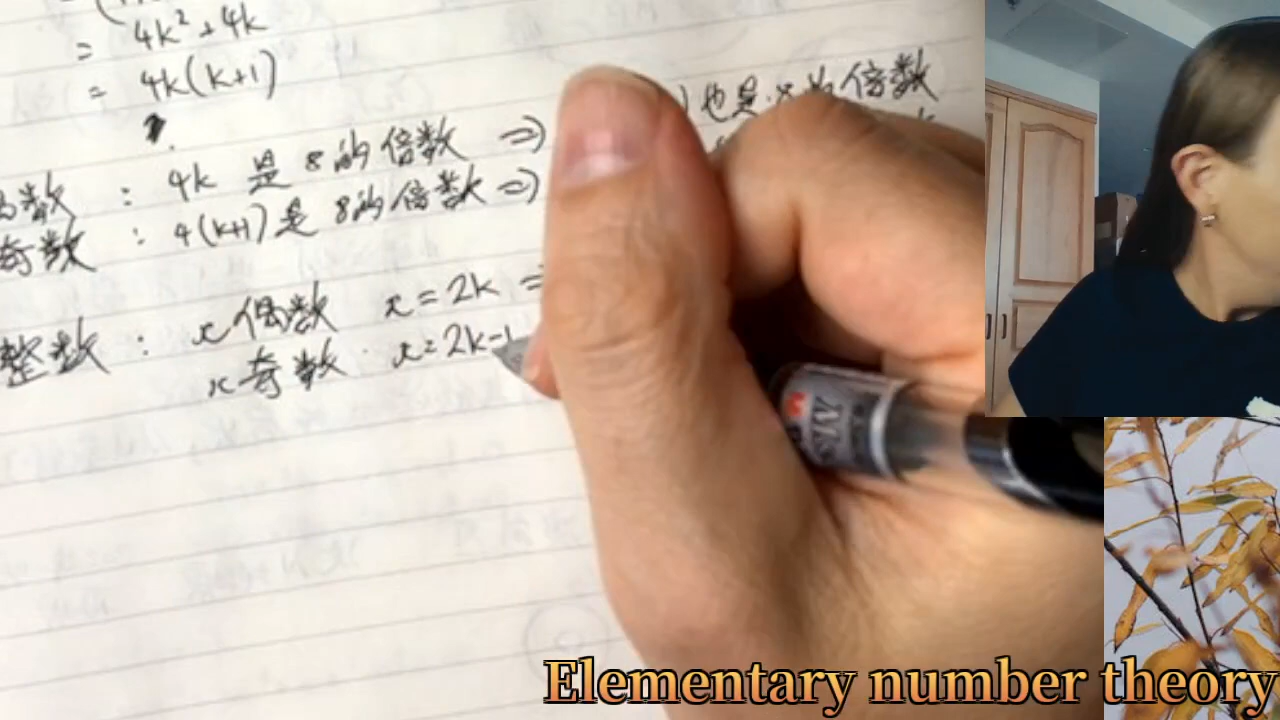 = 4k² + 4k
= 4k(k+1)
数 : 4k 是 8 的倍数 ⇒ ) 也是 8 的倍数
奇数 : 4(k+1) 是 8的倍数 ⇒
整数 : x 偶数 x = 2k =
x 奇数 x = 2k-1
Elementary number theory